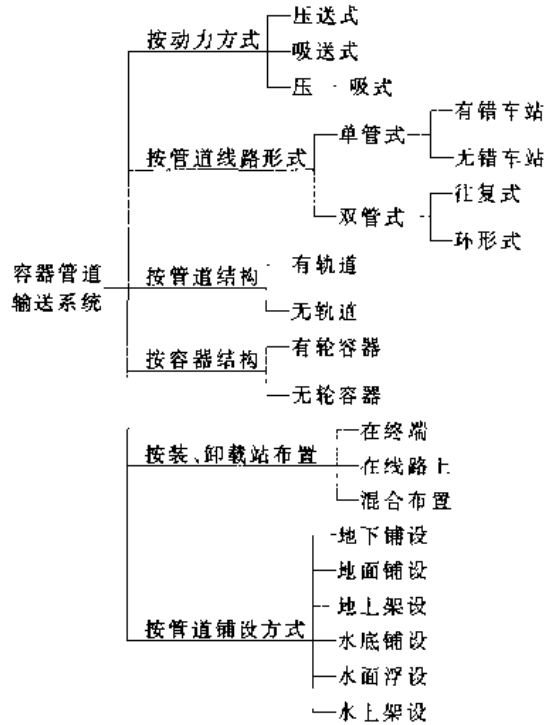 压送式
按动力方式
吸送式
压-吸式
有错车站
单管式
按管道线路形式
无错车站
往复式
双管式
环形式
容器管道
输送系统
有轨道
按管道结构
无轨道
有轮容器
按容器结构
无轮容器
在终端
按装、卸载站布置
在线路上
混合布置
地下铺设
地面铺设
地上架设
按管道铺设方式
水底铺设
水面浮设
水上架设